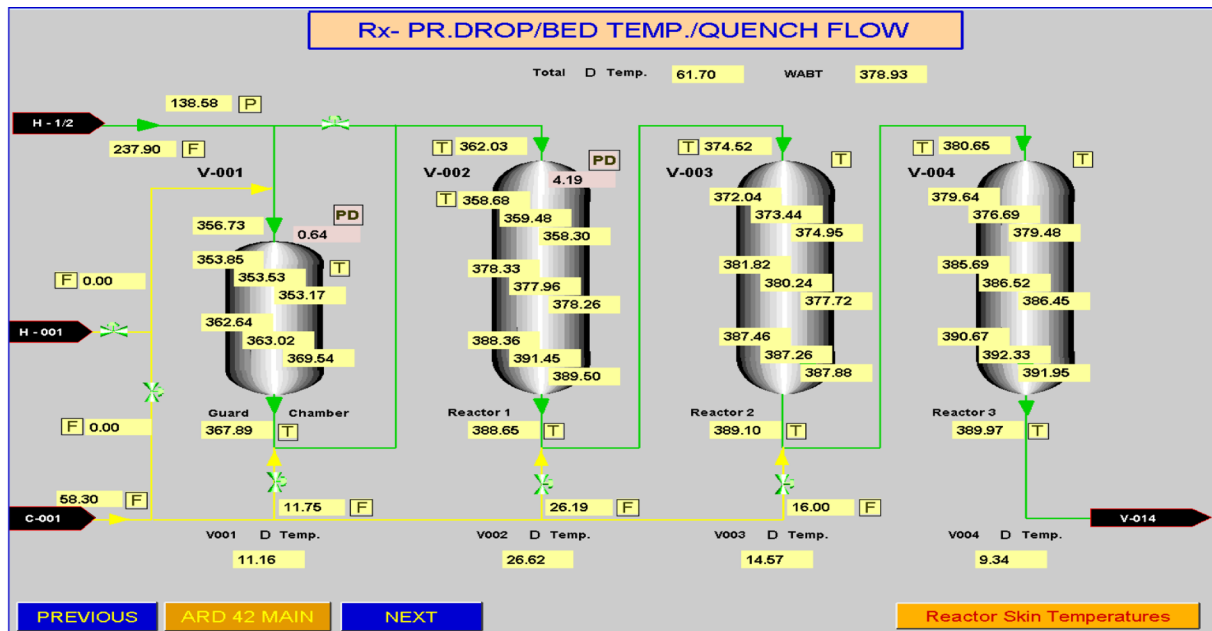 Rx- PR.DROP/BED TEMP./QUENCH FLOW
Total D Temp. 61.70 WABT 378.93
138.58 P
H - 1/2
237.90 F
V-001
V-002
V-003
V-004
T 362.03
T 374.52
T
380.65
T
PD
4.19
T 358.68
359.48
358.30
372.04
373.44
374.95
379.64
376.69
379.48
356.73
PD
0.64
353.85
353.53
353.17
T
F 0.00
378.33
377.96
378.26
381.82
380.24
377.72
385.69
386.52
386.45
H - 001
362.64
363.02
369.54
388.36
391.45
389.50
387.46
387.26
387.88
390.67
392.33
391.95
Guard Chamber
Reactor 1
Reactor 2
Reactor 3
F 0.00
367.89 T
388.65 T
389.10 T
389.97 T
58.30 F
11.75 F
26.19 F
16.00 F
C-001
V-014
V001 D Temp.
V002 D Temp.
V003 D Temp.
V004 D Temp.
11.16
26.62
14.57
9.34
PREVIOUS
ARD 42 MAIN
NEXT
Reactor Skin Temperatures